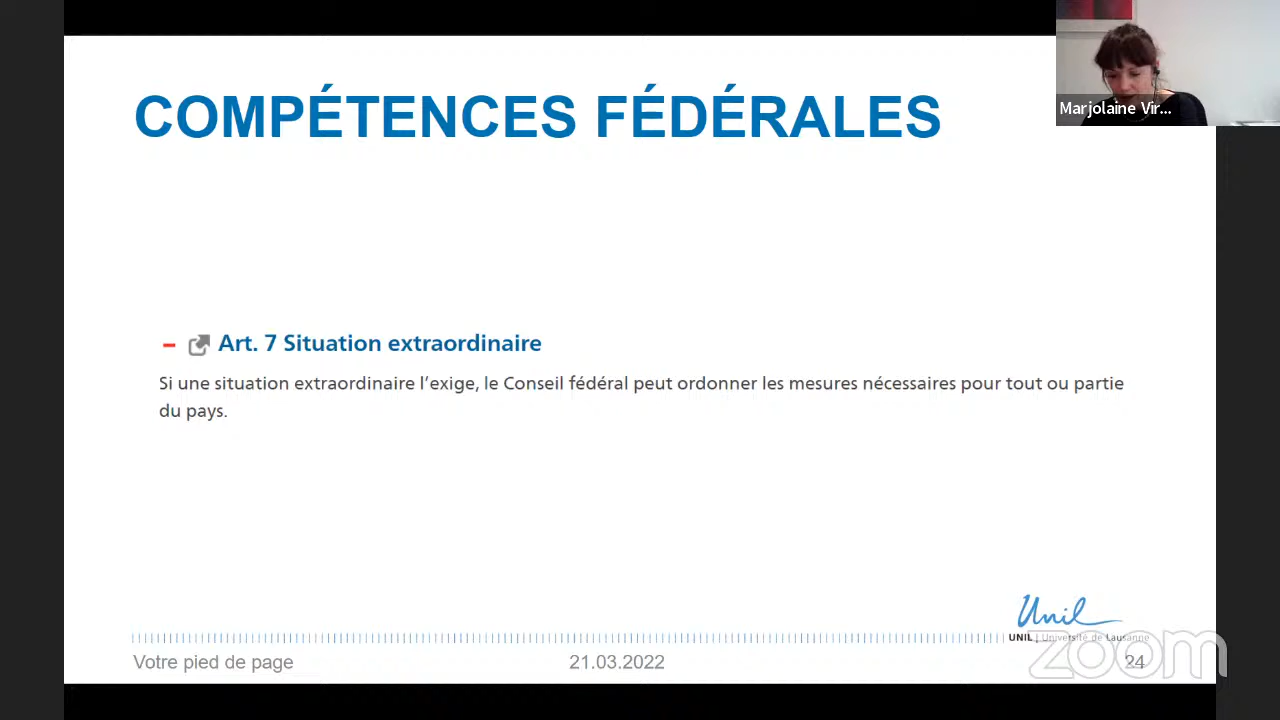 COMPÉTENCES FÉDÉRALES
Marjolaine Vir...
Art. 7 Situation extraordinaire
Si une situation extraordinaire l’exige, le Conseil fédéral peut ordonner les mesures nécessaires pour tout ou partie
du pays.
Unil
UNIL | Université de Lausanne
Votre pied de page
21.03.2022
24
zoom